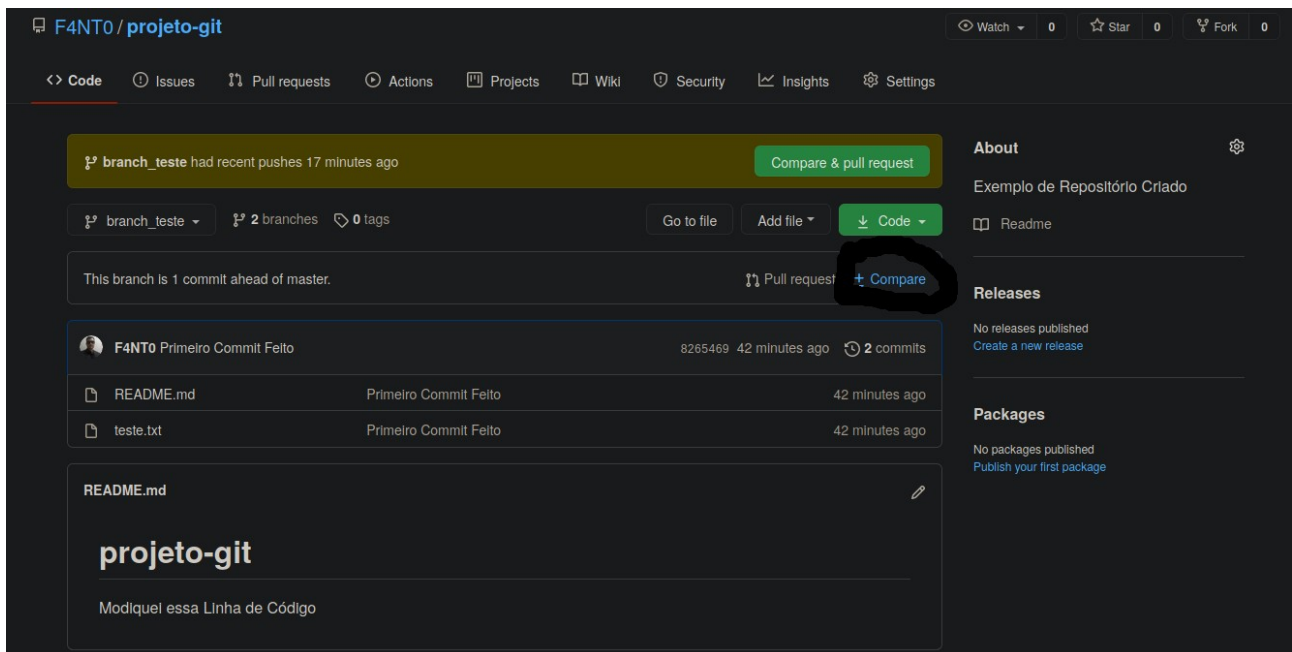 F4NT0 / projeto-git
Watch 0 Star 0 Fork 0
<> Code Issues Pull requests Actions Projects Wiki Security Insights Settings
branch_teste had recent pushes 17 minutes ago Compare & pull request
branch_teste 2 branches 0 tags Go to file Add file Code
This branch is 1 commit ahead of master. Pull request Compare
F4NT0 Primeiro Commit Feito 8265469 42 minutes ago 2 commits
README.md Primeiro Commit Feito 42 minutes ago
teste.txt Primeiro Commit Feito 42 minutes ago
README.md
projeto-git
Modiquei essa Linha de Código
About
Exemplo de Repositório Criado
Readme
Releases
No releases published
Create a new release
Packages
No packages published
Publish your first package